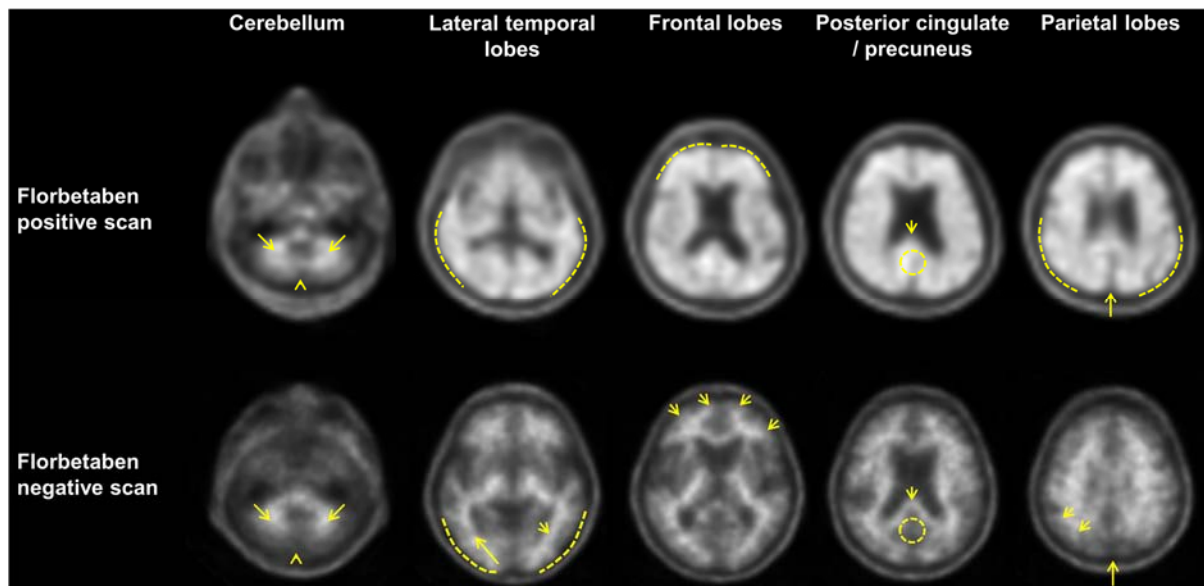 Cerebellum
Lateral temporal
lobes
Frontal lobes
Posterior cingulate
/ precuneus
Parietal lobes
Florbetaben
positive scan
Florbetaben
negative scan